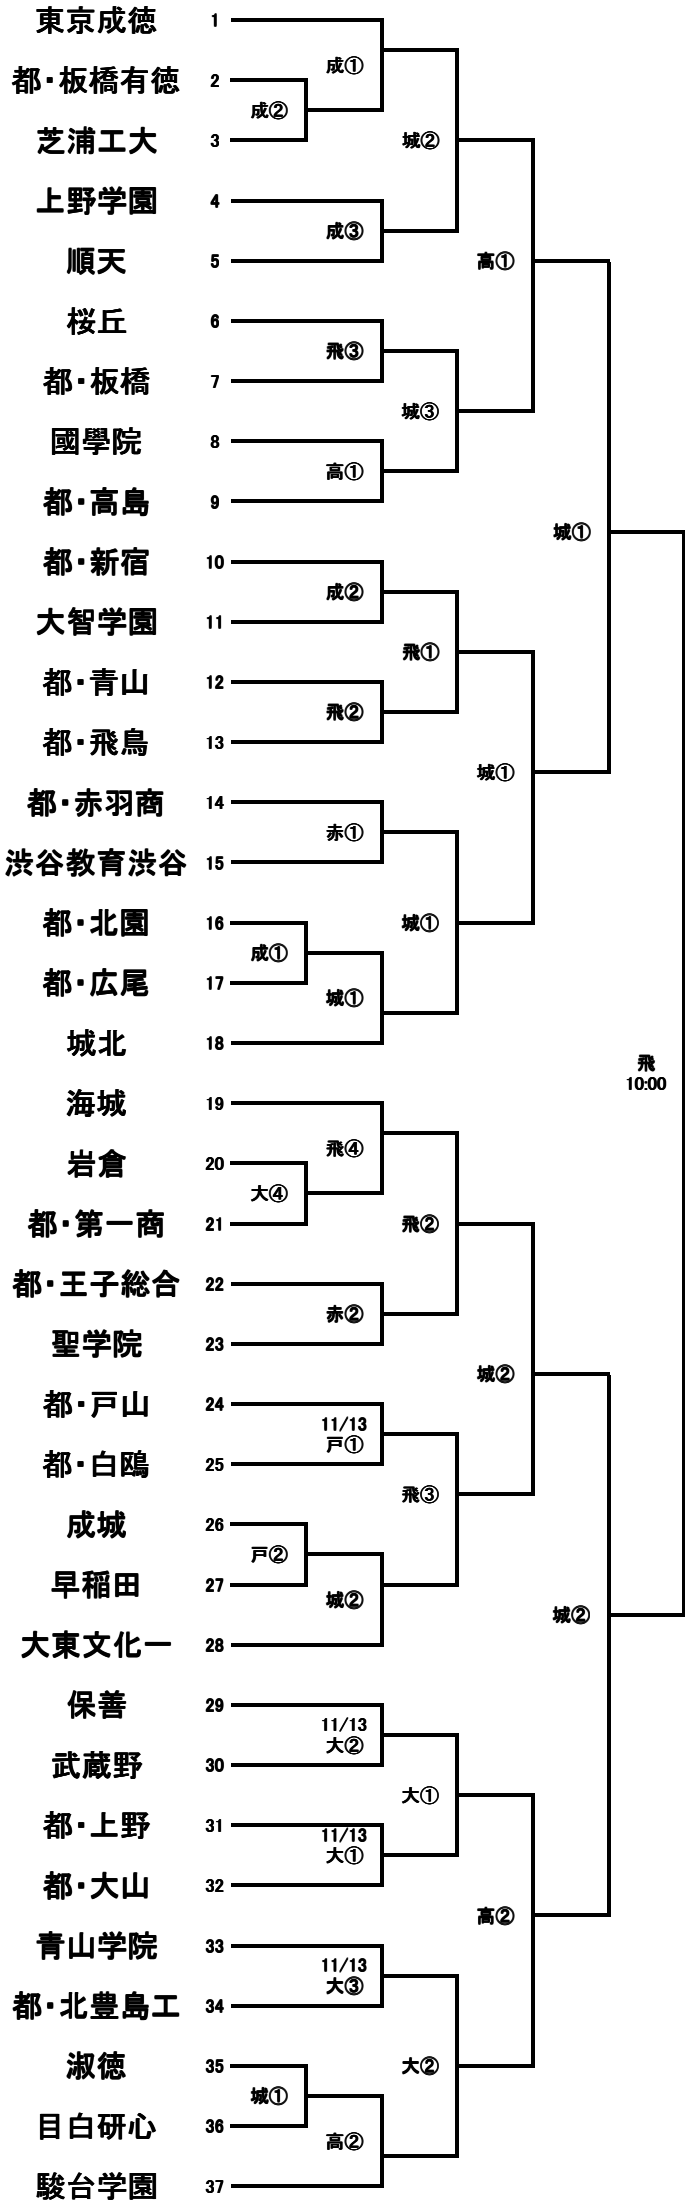 東京成徳 1
成①
都・板橋有徳 2
成②
芝浦工大 3
城②
上野学園 4
成③
順天 5
高①
桜丘 6
飛③
都・板橋 7
城③
國學院 8
高①
都・高島 9
城①
都・新宿 10
成②
大智学園 11
飛①
都・青山 12
飛②
都・飛鳥 13
城①
都・赤羽商 14
赤①
渋谷教育渋谷 15
都・北園 16
城①
成①
都・広尾 17
城①
城北 18
飛
10:00
海城 19
飛④
岩倉 20
大④
都・第一商 21
飛②
都・王子総合 22
赤②
聖学院 23
城②
都・戸山 24
11/13
戸①
都・白鴎 25
飛③
成城 26
戸②
早稲田 27
城②
城②
大東文化一 28
保善 29
11/13
大②
武蔵野 30
大①
都・上野 31
11/13
大①
都・大山 32
高②
青山学院 33
11/13
大③
都・北豊島工 34
淑徳 35
大②
城①
目白研心 36
高②
駿台学園 37